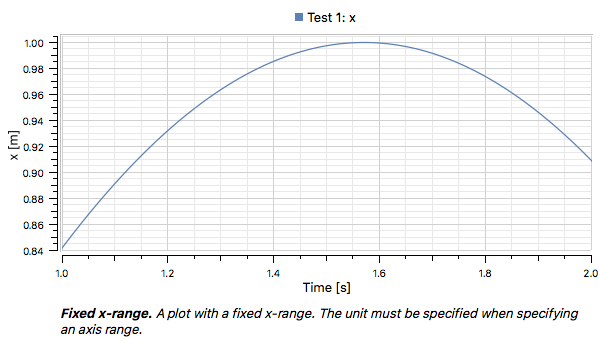 Test 1: x
1.00
0.98
0.96
0.94
0.92
0.90
0.88
0.86
0.84
x [m]
1.0 1.2 1.4 1.6 1.8 2.0
Time [s]
Fixed x-range. A plot with a fixed x-range. The unit must be specified when specifying
an axis range.